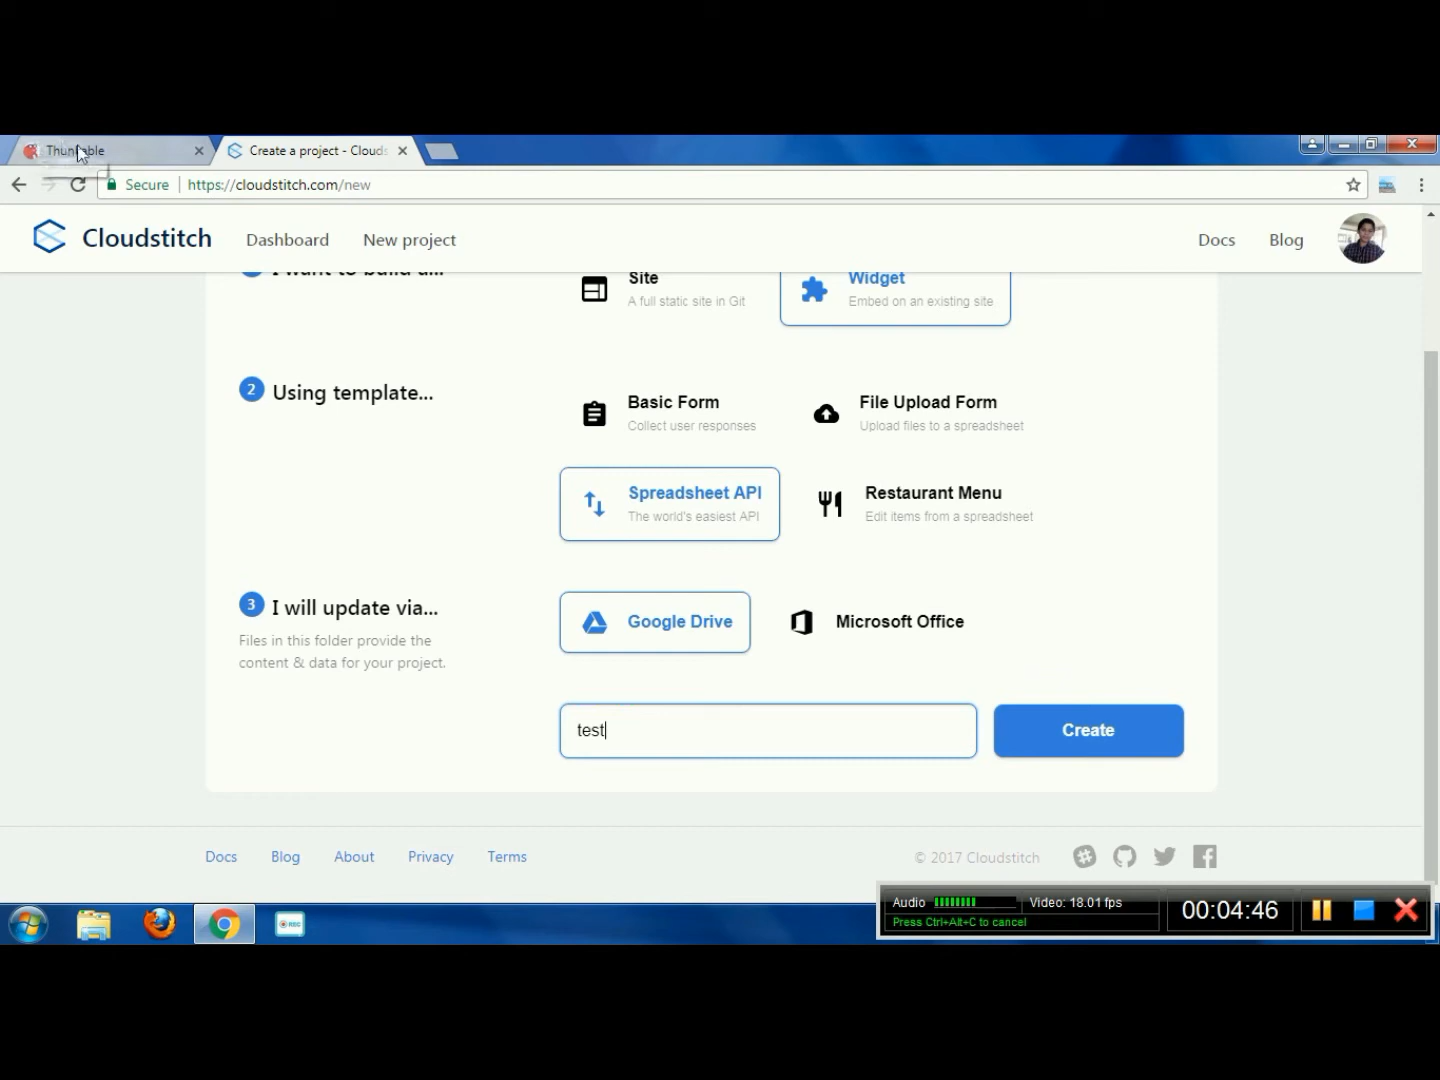 Thunkable
Create a project - Clouds
Secure
https://cloudstitch.com/new
Cloudstitch
Dashboard
New project
Docs
Blog
Site
A full static site in Git
Widget
Embed on an existing site
2 Using template...
Basic Form
Collect user responses
File Upload Form
Upload files to a spreadsheet
Spreadsheet API
The world's easiest API
Restaurant Menu
Edit items from a spreadsheet
3 I will update via...
Files in this folder provide the
content & data for your project.
Google Drive
Microsoft Office
test
Create
Docs
Blog
About
Privacy
Terms
© 2017 Cloudstitch
REC
Audio
Video: 18.01 fps
Press Ctrl+Alt+C to cancel
00:04:46